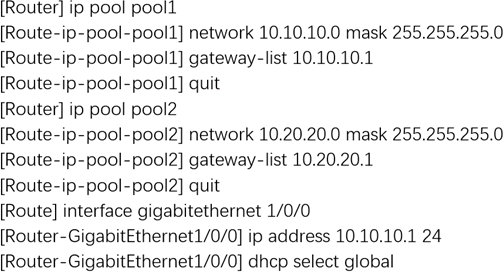 [Router] ip pool pool1
[Route-ip-pool-pool1] network 10.10.10.0 mask 255.255.255.0
[Route-ip-pool-pool1] gateway-list 10.10.10.1
[Route-ip-pool-pool1] quit
[Router] ip pool pool2
[Route-ip-pool-pool2] network 10.20.20.0 mask 255.255.255.0
[Route-ip-pool-pool2] gateway-list 10.20.20.1
[Route-ip-pool-pool2] quit
[Route] interface gigabitethernet 1/0/0
[Router-GigabitEthernet1/0/0] ip address 10.10.10.1 24
[Router-GigabitEthernet1/0/0] dhcp select global